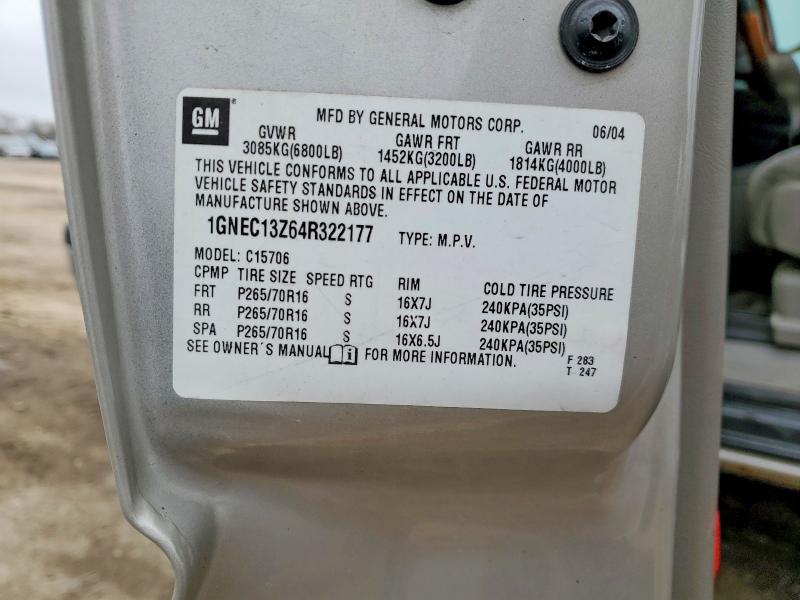 GM
MFD BY GENERAL MOTORS CORP. 06/04
GVWR GAWR FRT GAWR RR
3085KG(6800LB) 1452KG(3200LB) 1814KG(4000LB)
THIS VEHICLE CONFORMS TO ALL APPLICABLE U.S. FEDERAL MOTOR
VEHICLE SAFETY STANDARDS IN EFFECT ON THE DATE OF
MANUFACTURE SHOWN ABOVE.
1GNEC13Z64R322177 TYPE: M.P.V.
MODEL: C15706
CPMP TIRE SIZE SPEED RTG RIM COLD TIRE PRESSURE
FRT P265/70R16 S 16X7J 240KPA(35PSI)
RR P265/70R16 S 16X7J 240KPA(35PSI)
SPA P265/70R16 S 16X6.5J 240KPA(35PSI)
SEE OWNER'S MANUAL FOR MORE INFORMATION.
F 283
T 247